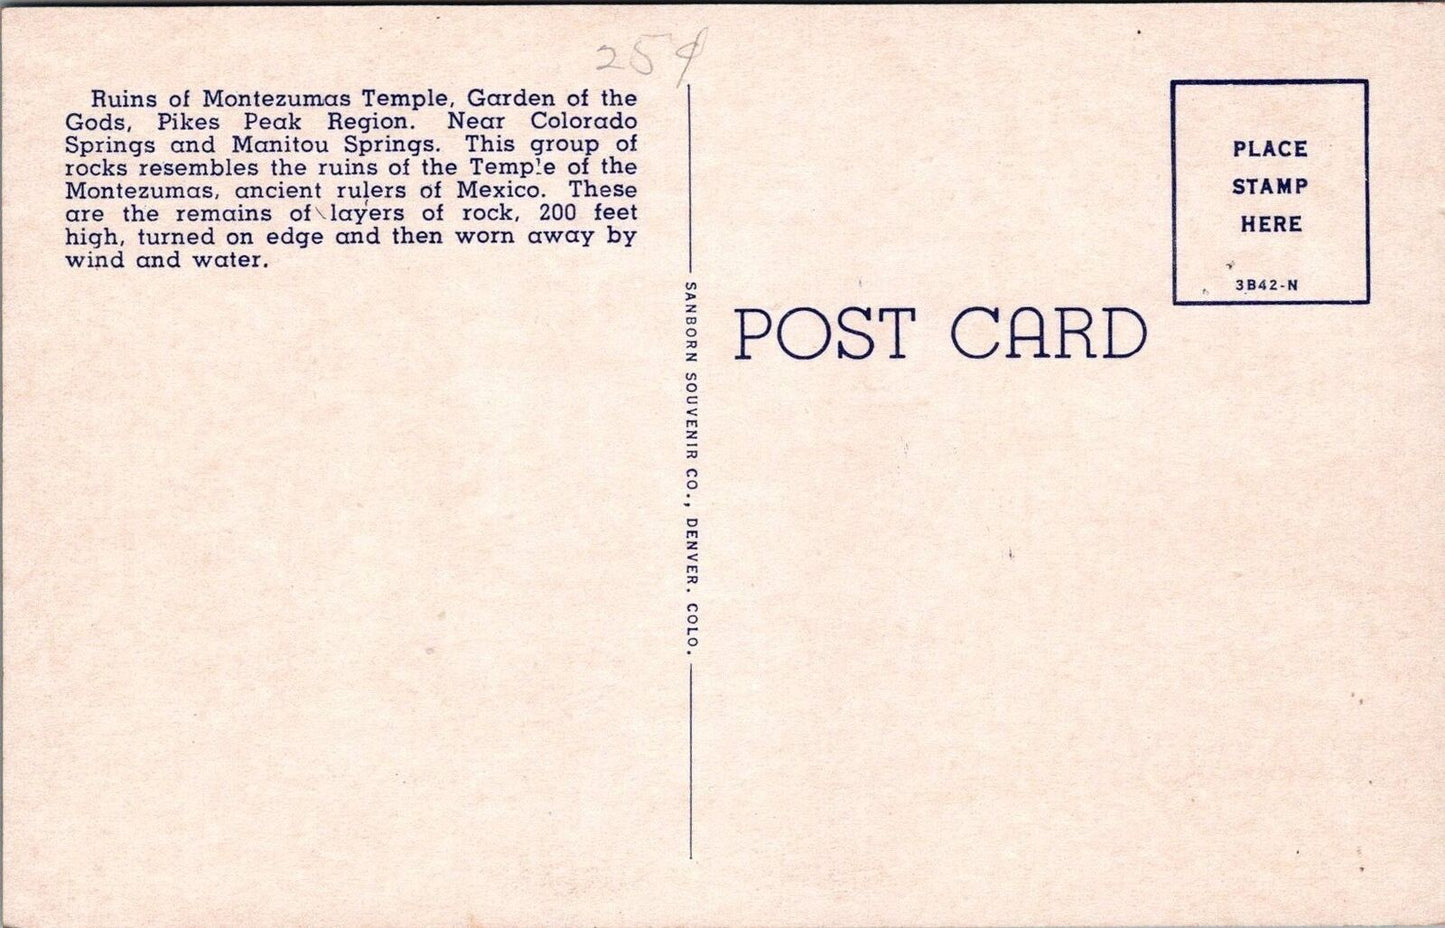 25¢
Ruins of Montezumas Temple, Garden of the
Gods, Pikes Peak Region. Near Colorado
Springs and Manitou Springs. This group of
rocks resembles the ruins of the Temple of the
Montezumas, ancient rulers of Mexico. These
are the remains of layers of rock, 200 feet
high, turned on edge and then worn away by
wind and water.
SANBORN SOUVENIR CO., DENVER. COLO.
POST CARD
PLACE
STAMP
HERE
3B42-N